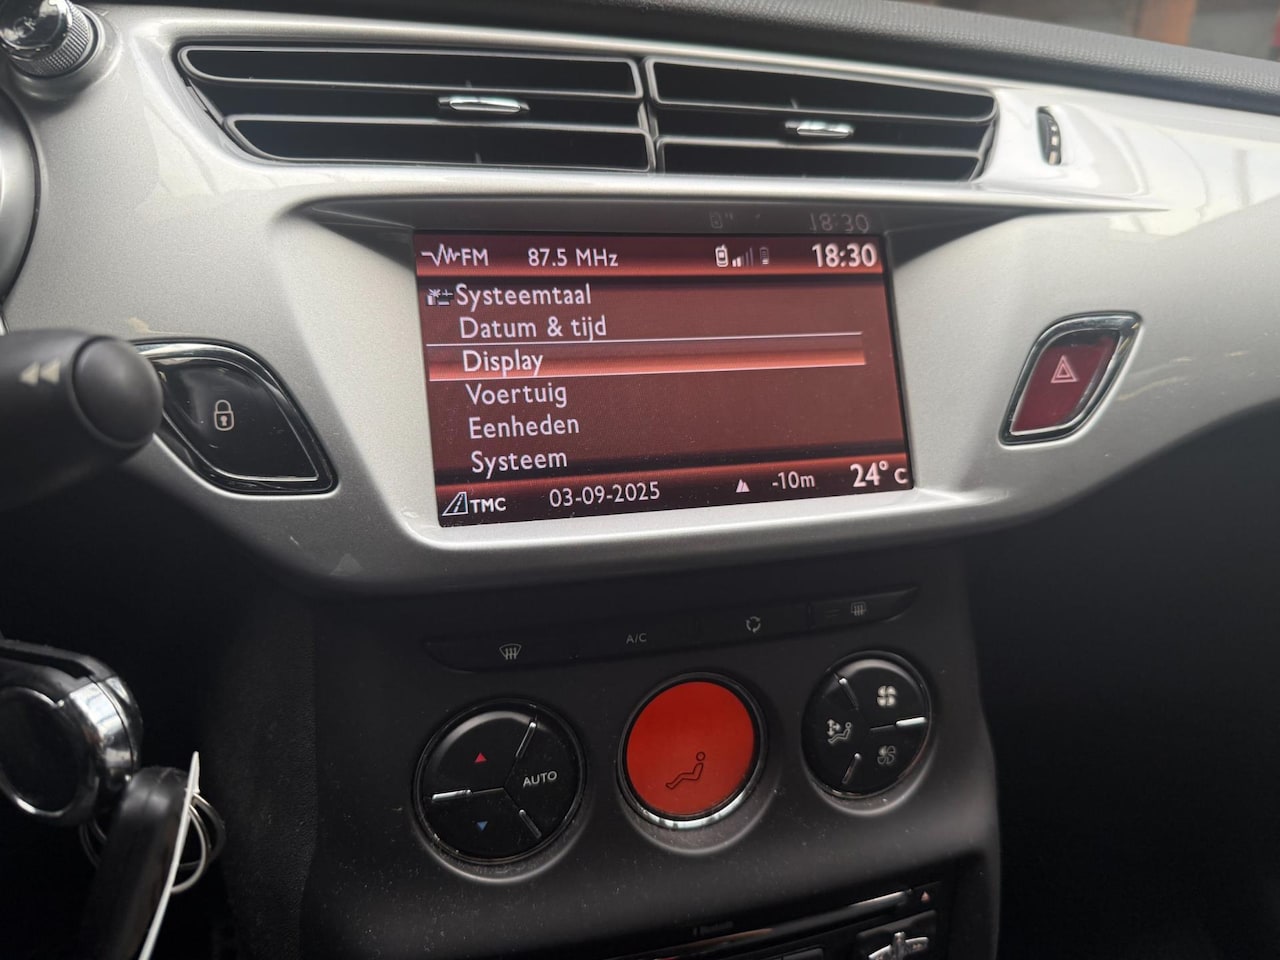 FM 87.5 MHz 18:30
Systeemtaal
Datum & tijd
Display
Voertuig
Eenheden
Systeem
TMC 03-09-2025 -10m 24° C
A/C
AUTO